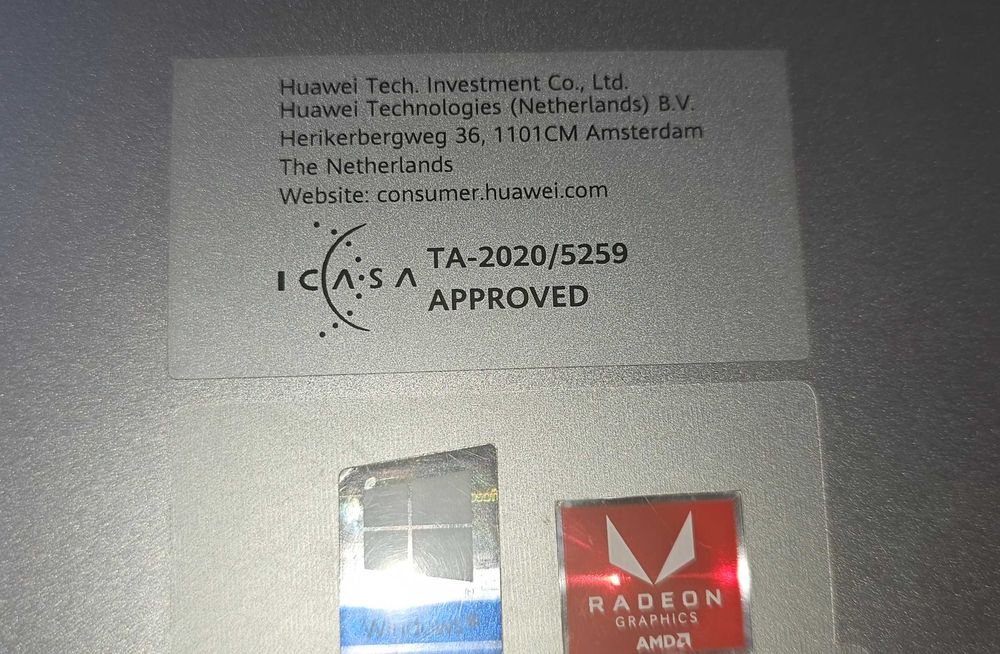 Huawei Tech. Investment Co., Ltd.
Huawei Technologies (Netherlands) B.V.
Herikerbergweg 36, 1101CM Amsterdam
The Netherlands
Website: consumer.huawei.com
ICASA
TA-2020/5259
APPROVED
Windows®
RADEON
GRAPHICS
AMD